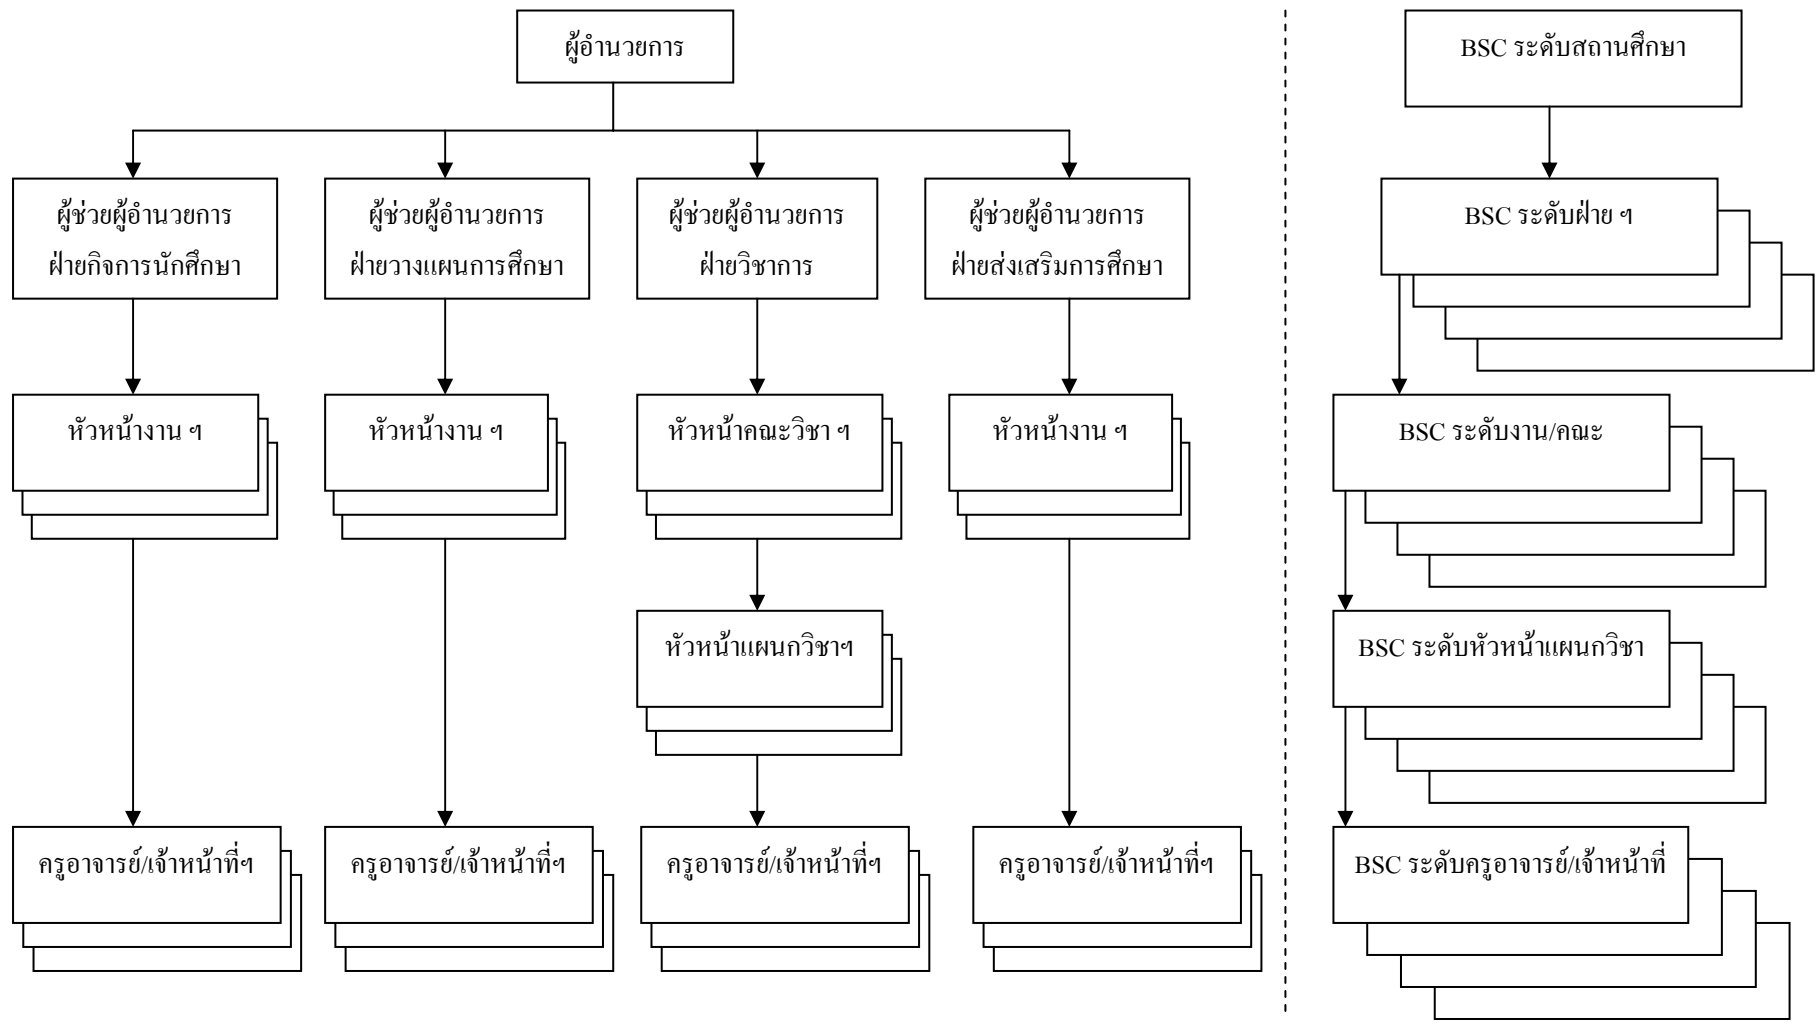 ผู้อำนวยการ
BSC ระดับสถานศึกษา
ผู้ช่วยผู้อำนวยการ
ฝ่ายกิจการนักศึกษา
ผู้ช่วยผู้อำนวยการ
ฝ่ายวางแผนการศึกษา
ผู้ช่วยผู้อำนวยการ
ฝ่ายวิชาการ
ผู้ช่วยผู้อำนวยการ
ฝ่ายส่งเสริมการศึกษา
BSC ระดับฝ่าย ฯ
หัวหน้างาน ฯ
หัวหน้างาน ฯ
หัวหน้าคณะวิชา ฯ
หัวหน้างาน ฯ
BSC ระดับงาน/คณะ
หัวหน้าแผนกวิชาฯ
BSC ระดับหัวหน้าแผนกวิชา
ครูอาจารย์/เจ้าหน้าที่ฯ
ครูอาจารย์/เจ้าหน้าที่ฯ
ครูอาจารย์/เจ้าหน้าที่ฯ
ครูอาจารย์/เจ้าหน้าที่ฯ
BSC ระดับครูอาจารย์/เจ้าหน้าที่